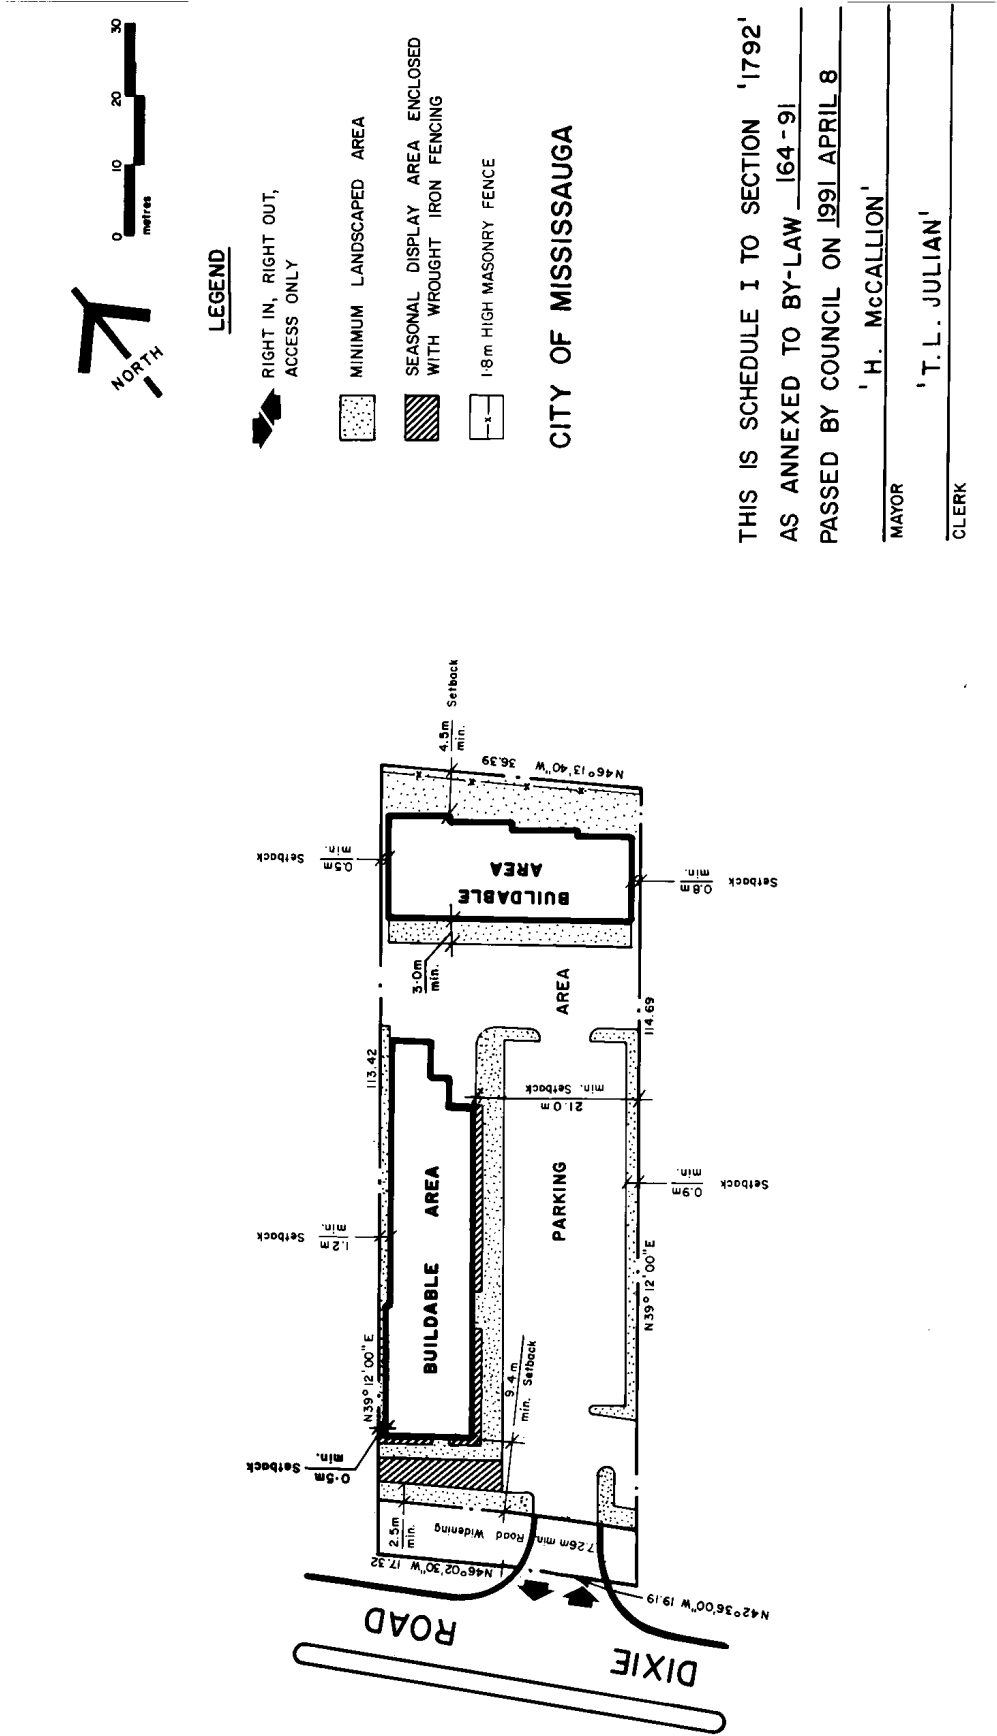 0 10 20 30
metres
NORTH
LEGEND
RIGHT IN, RIGHT OUT,
ACCESS ONLY
MINIMUM LANDSCAPED AREA
SEASONAL DISPLAY AREA ENCLOSED
WITH WROUGHT IRON FENCING
1·8m HIGH MASONRY FENCE
CITY OF MISSISSAUGA
THIS IS SCHEDULE I TO SECTION '1792'
AS ANNEXED TO BY-LAW 164-91
PASSED BY COUNCIL ON 1991 APRIL 8
'H. McCALLION'
MAYOR
'T. L. JULIAN'
CLERK
4.5m Setback
min.
N46°13'40"W 36.39
Setback 0.5m
min.
BUILDABLE
AREA
Setback 0.8m
min.
3·0m
min.
113.42
AREA
114.69
21.0m
min. Setback
Setback 1.2m
min.
BUILDABLE AREA
PARKING
Setback 0.9m
min.
N39°12'00"E
N39°12'00"E
9.4m
min. Setback
Setback 0·5m
min.
2.5m
min.
Road Widening
7.26m min.
N46°02'30"W 17.32
N42°36'00"W 19.19
DIXIE ROAD